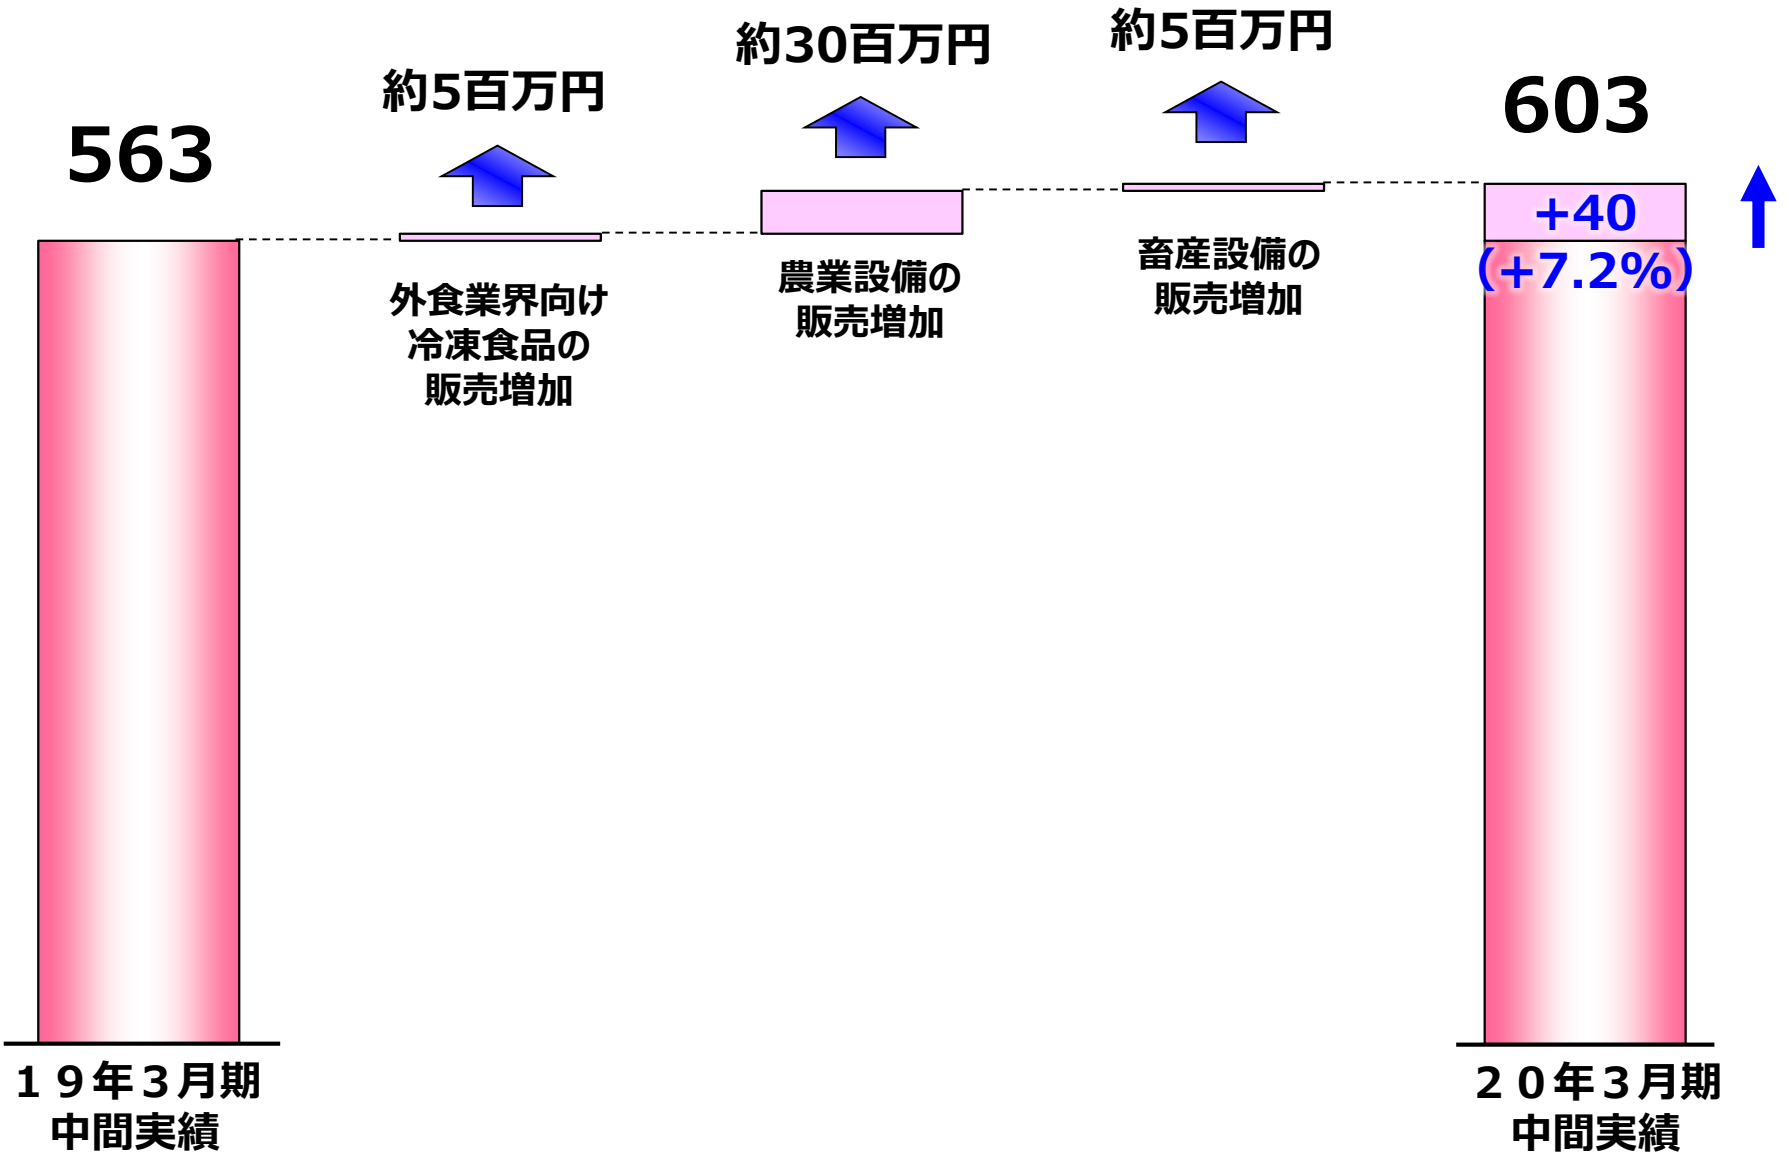 563
約5百万円
外食業界向け
冷凍食品の
販売増加
約30百万円
農業設備の
販売増加
約5百万円
畜産設備の
販売増加
603
+40
(+7.2%)
１９年３月期
中間実績
２０年３月期
中間実績